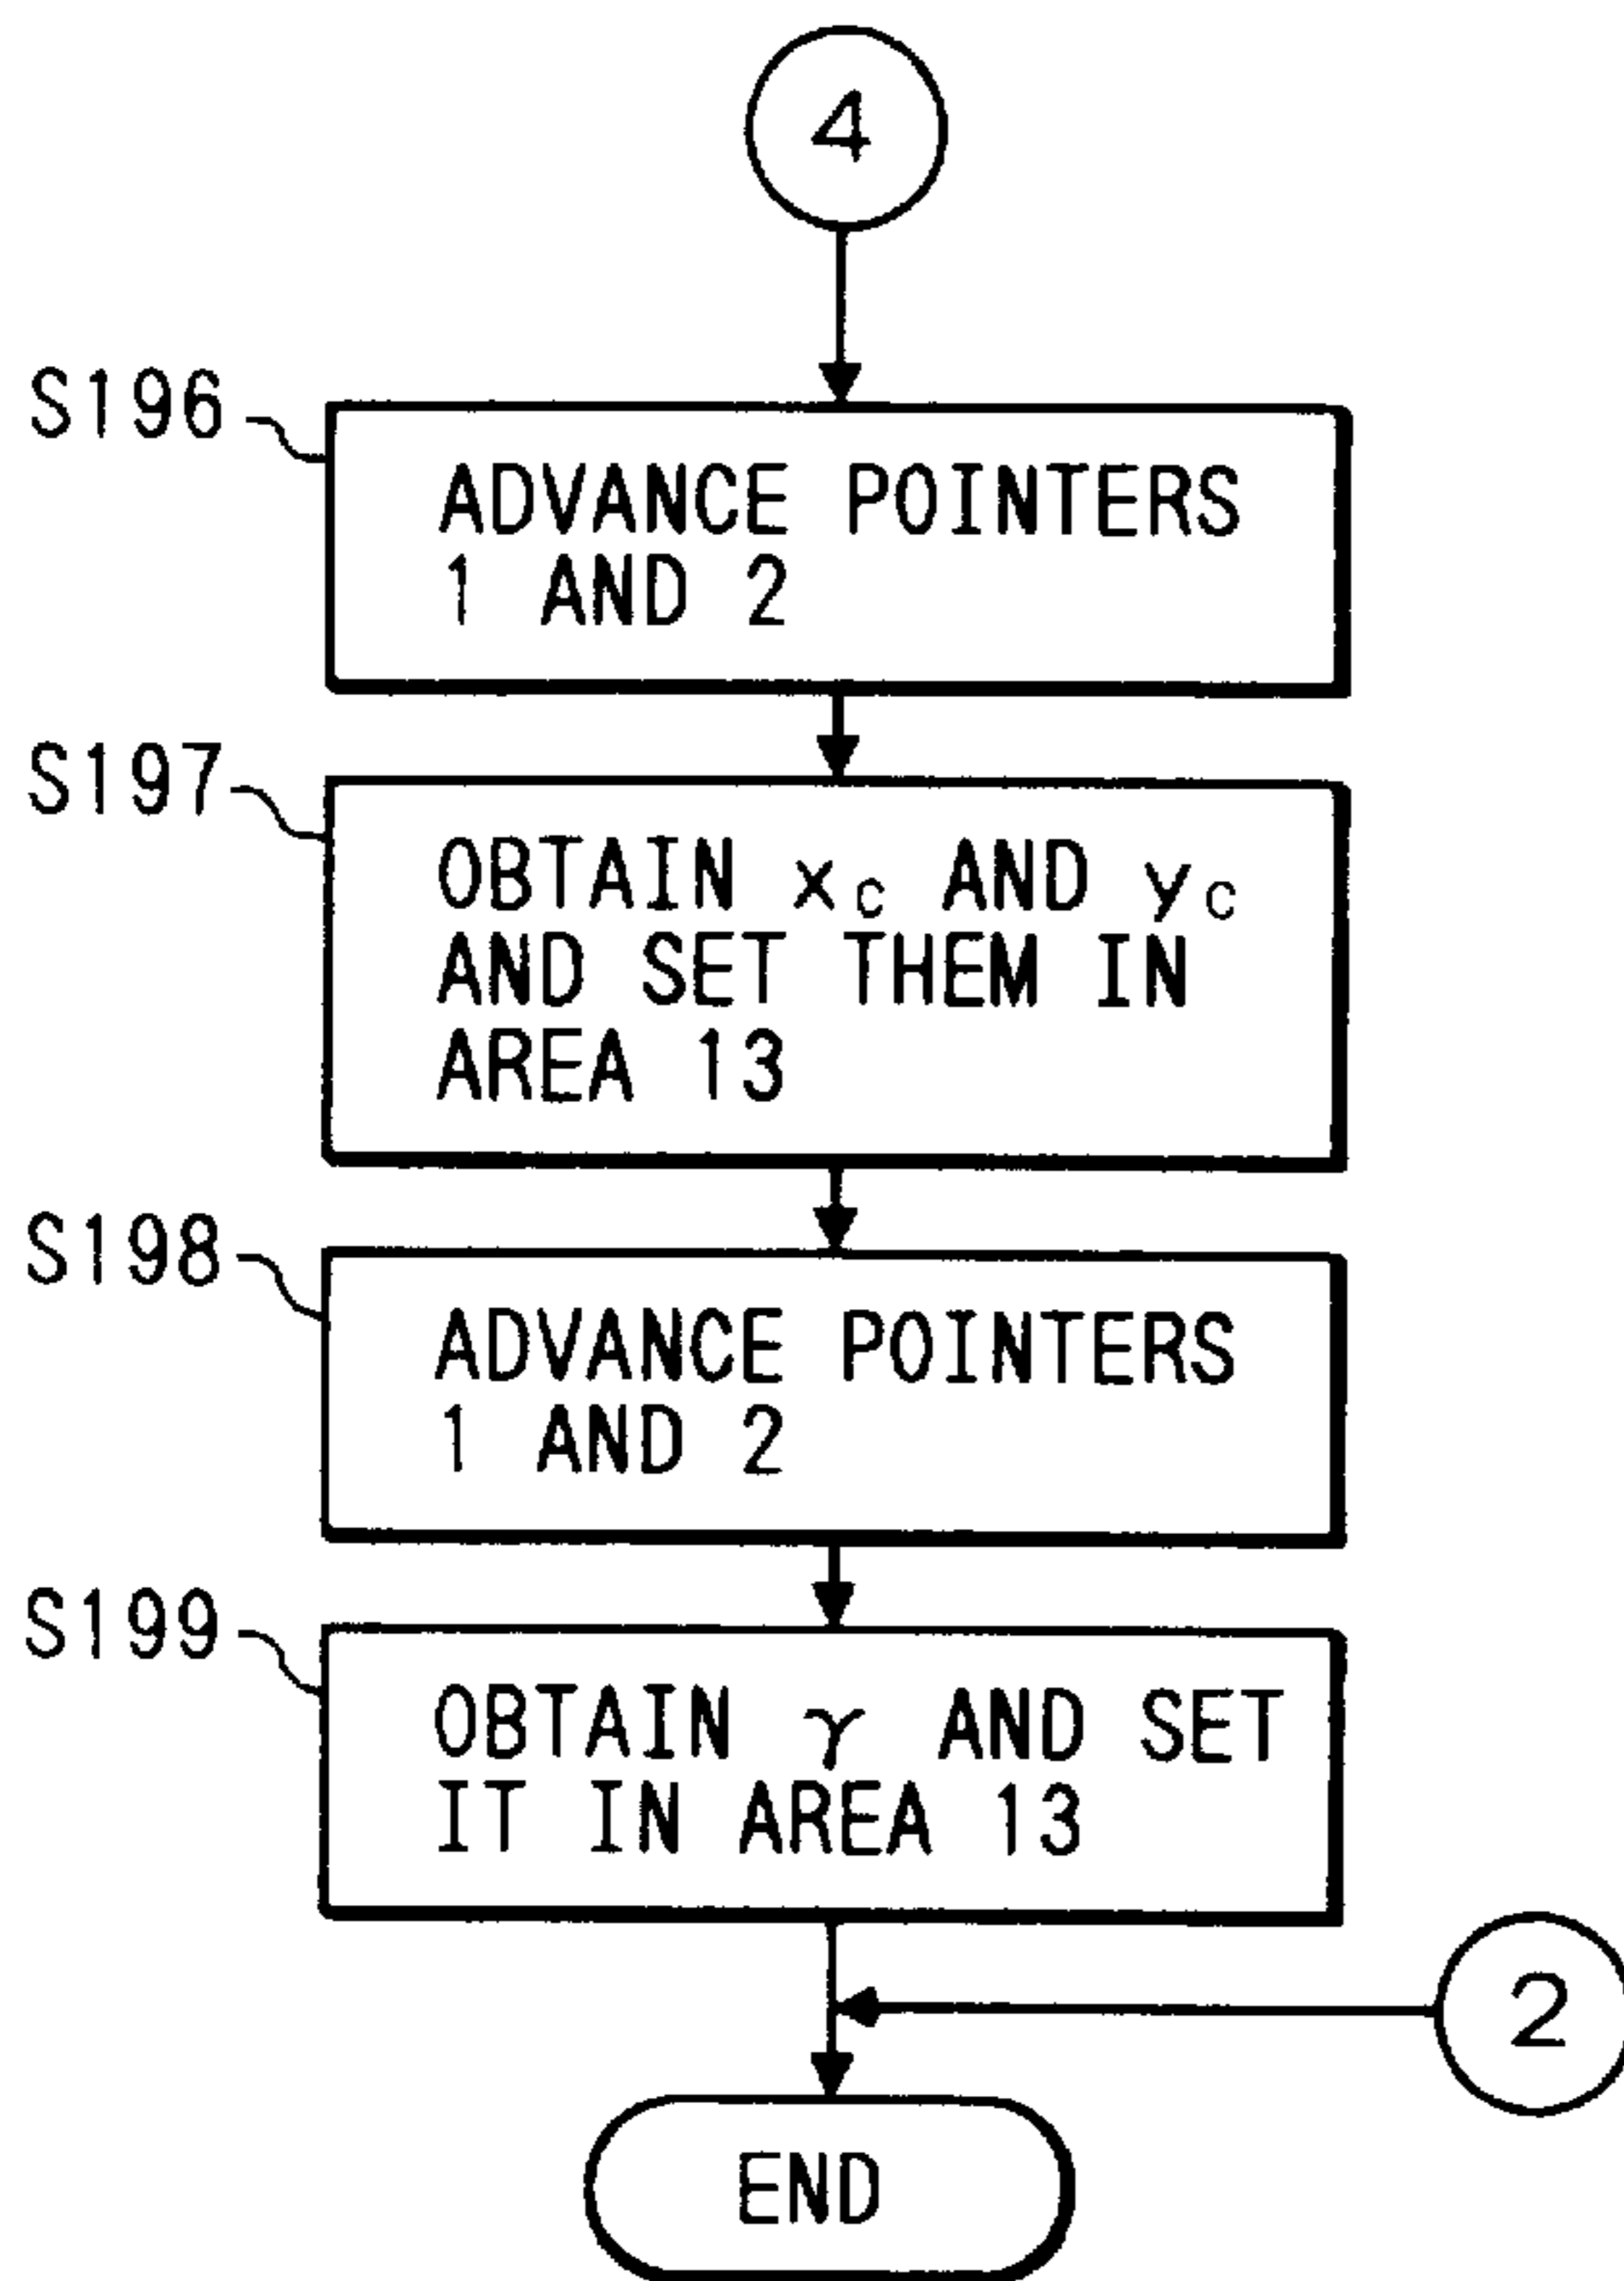 4
S196
ADVANCE POINTERS
1 AND 2
S197
OBTAIN xc AND yc
AND SET THEM IN
AREA 13
S198
ADVANCE POINTERS
1 AND 2
S199
OBTAIN γ AND SET
IT IN AREA 13
2
END